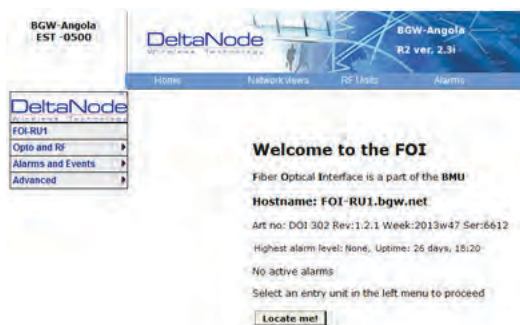 BGW-Angola
EST -0500
DeltaNode
Wireless Technology
BGW-Angola
R2 ver, 2.3i
Home Network views RF Units Alarms
DeltaNode
Wireless Technology
FOI-RU1
Opto and RF
Alarms and Events
Advanced
Welcome to the FOI
Fiber Optical Interface is a part of the BMU
Hostname: FOI-RU1.bgw.net
Art no: DOI 302 Rev:1.2.1 Week:2013w47 Ser:6612
Highest alarm level: None, Uptime: 26 days, 16:20
No active alarms
Select an entry unit in the left menu to proceed
Locate me!